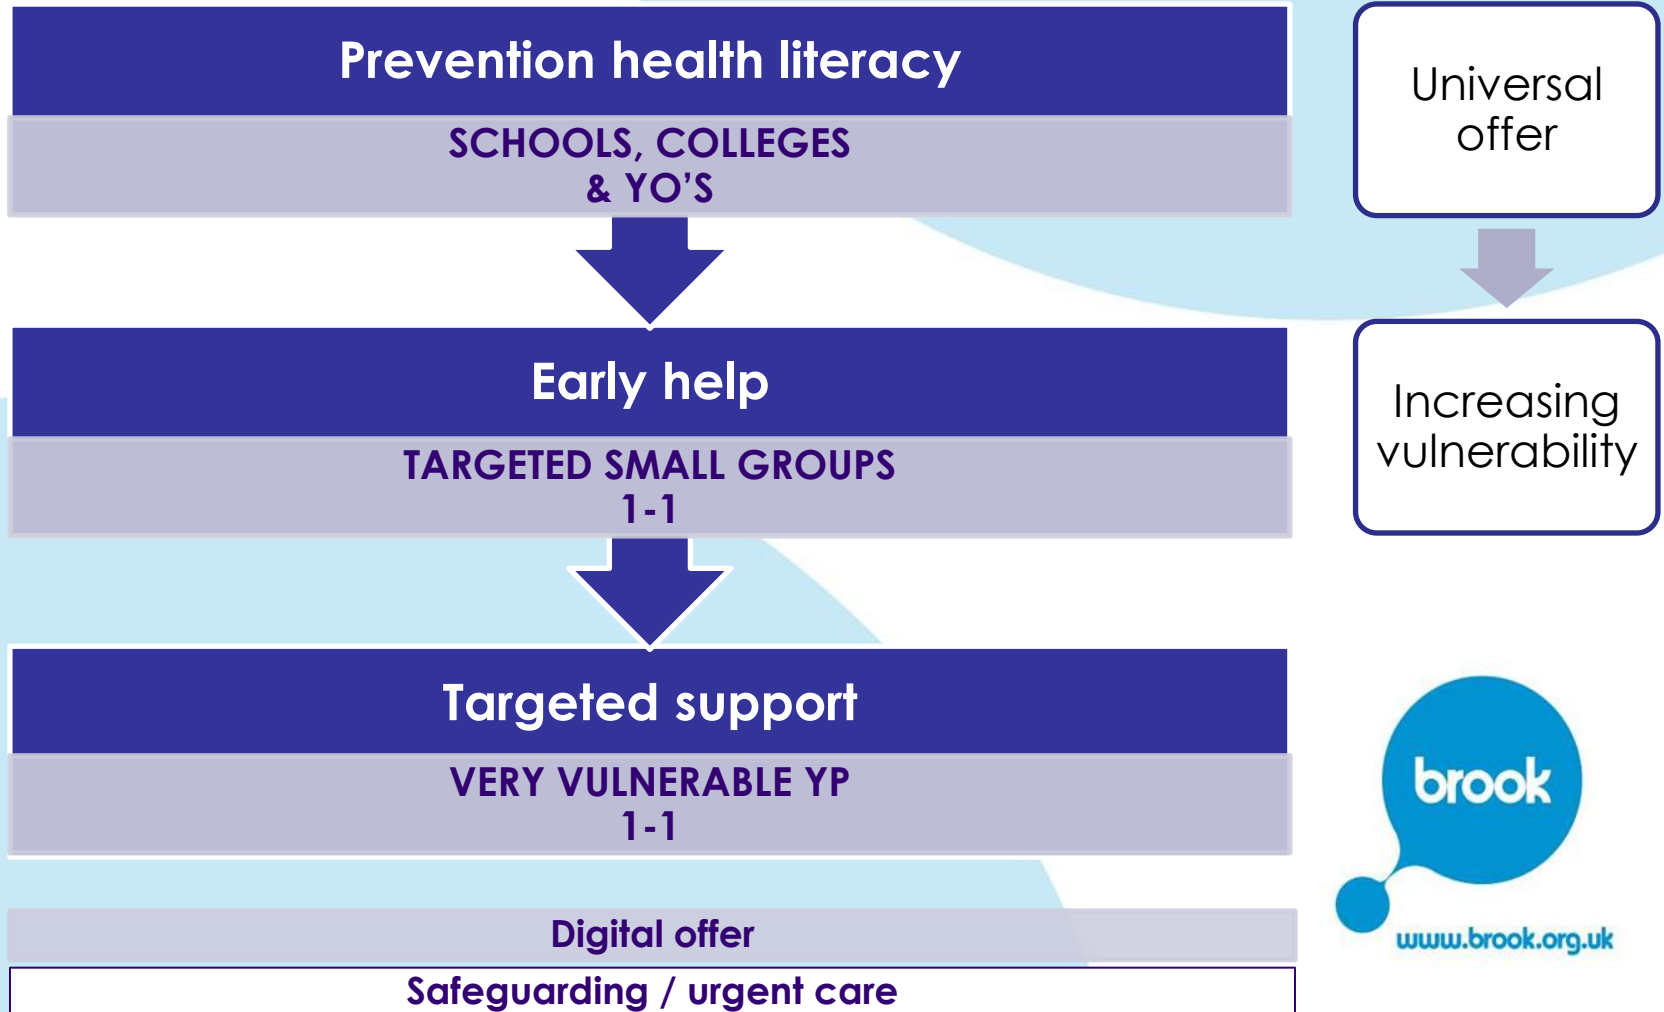 Prevention health literacy
SCHOOLS, COLLEGES
& YO’S
Universal
offer
Early help
TARGETED SMALL GROUPS
1-1
Increasing
vulnerability
Targeted support
VERY VULNERABLE YP
1-1
brook
www.brook.org.uk
Digital offer
Safeguarding / urgent care